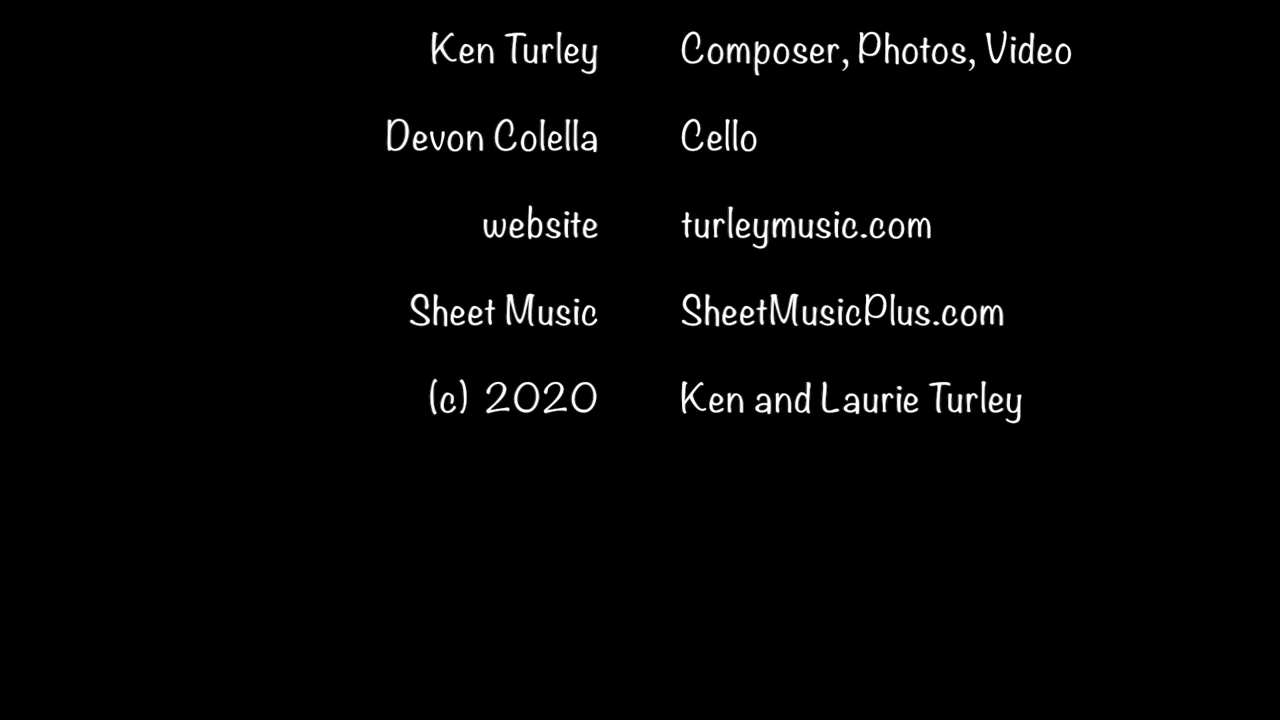 Ken Turley Composer, Photos, Video
Devon Colella Cello
website turleymusic.com
Sheet Music SheetMusicPlus.com
(c) 2020 Ken and Laurie Turley